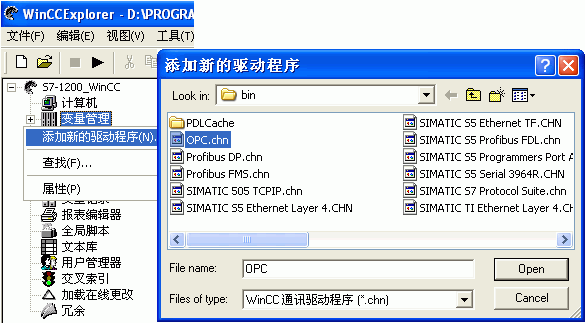 WinCCExplorer - D:\PROGRA
文件(F) 编辑(E) 视图(V) 工具(T)
S7-1200_WinCC
计算机
变量管理
添加新的驱动程序(N)...
查找(F)...
属性(P)
报表编辑器
全局脚本
文本库
用户管理器
交叉索引
加载在线更改
冗余
添加新的驱动程序
Look in: bin
PDLCache
OPC.chn
Profibus DP.chn
Profibus FMS.chn
SIMATIC 505 TCPIP.chn
SIMATIC S5 Ethernet Layer 4.CHN
SIMATIC S5 Ethernet TF.CHN
SIMATIC S5 Profibus FDL.chn
SIMATIC S5 Programmers Port A
SIMATIC S5 Serial 3964R.CHN
SIMATIC S7 Protocol Suite.chn
SIMATIC TI Ethernet Layer 4.CHN
File name: OPC Open
Files of type: WinCC 通讯驱动程序 (*.chn) Cancel